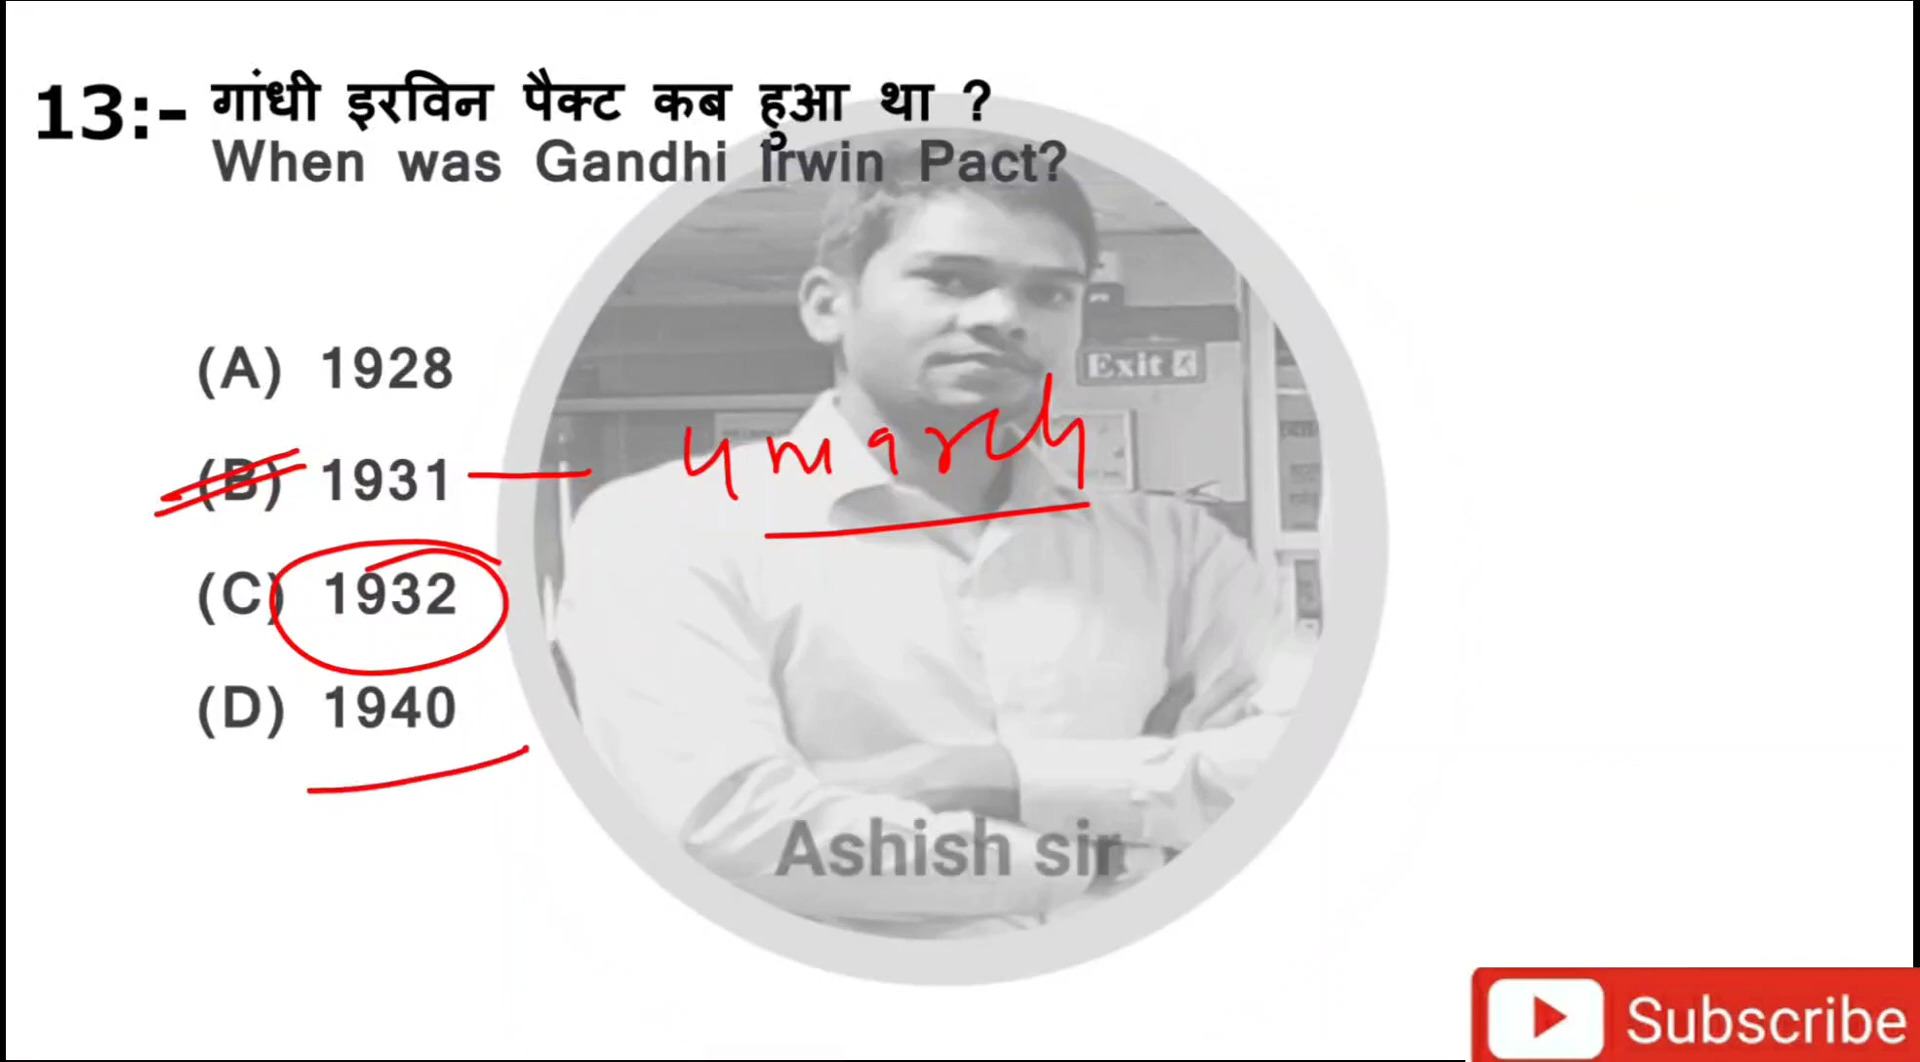 13:- गांधी इरविन पैक्ट कब हुआ था ?
When was Gandhi Irwin Pact?
(A) 1928
Exit
(B) 1931 — 4 march
(C) 1932
(D) 1940
Ashish sir
Subscribe